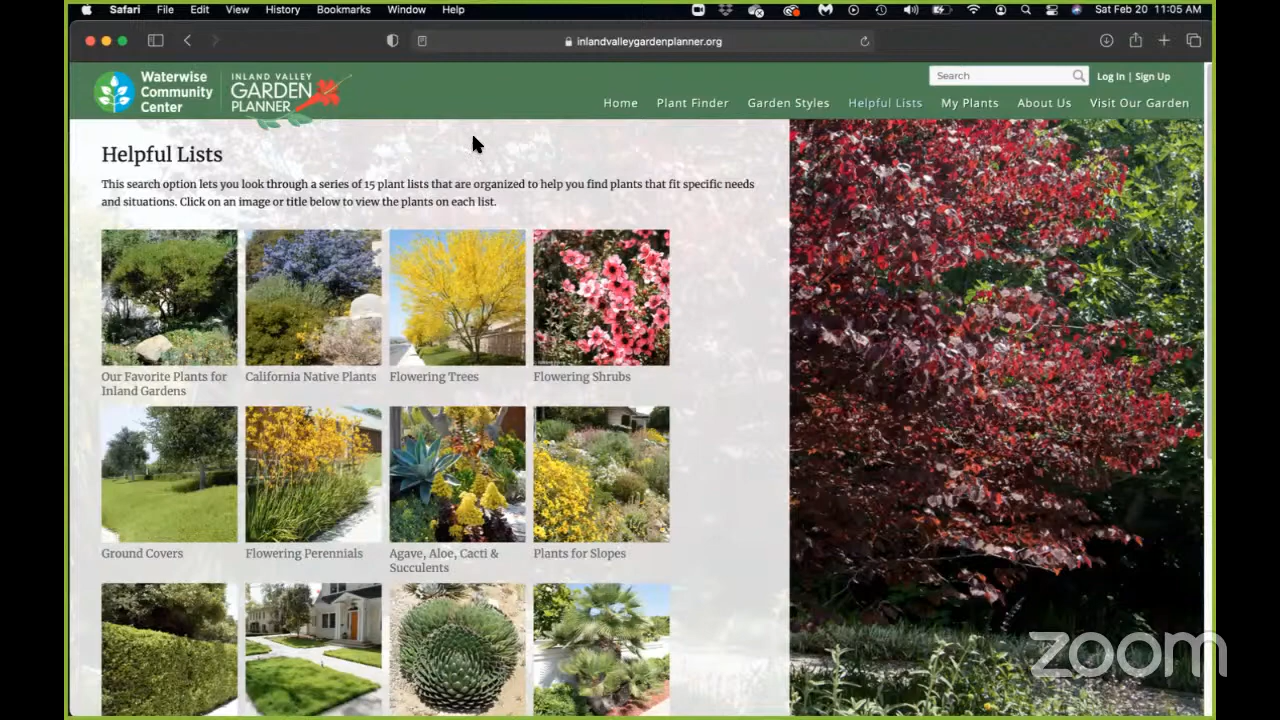 Safari File Edit View History Bookmarks Window Help
Sat Feb 20 11:05 AM
inlandvalleygardenplanner.org
Waterwise
Community
Center
INLAND VALLEY
GARDEN
PLANNER
Search
Log In | Sign Up
Home Plant Finder Garden Styles Helpful Lists My Plants About Us Visit Our Garden
Helpful Lists
This search option lets you look through a series of 15 plant lists that are organized to help you find plants that fit specific needs
and situations. Click on an image or title below to view the plants on each list.
Our Favorite Plants for
Inland Gardens
California Native Plants
Flowering Trees
Flowering Shrubs
Ground Covers
Flowering Perennials
Agave, Aloe, Cacti &
Succulents
Plants for Slopes
zoom